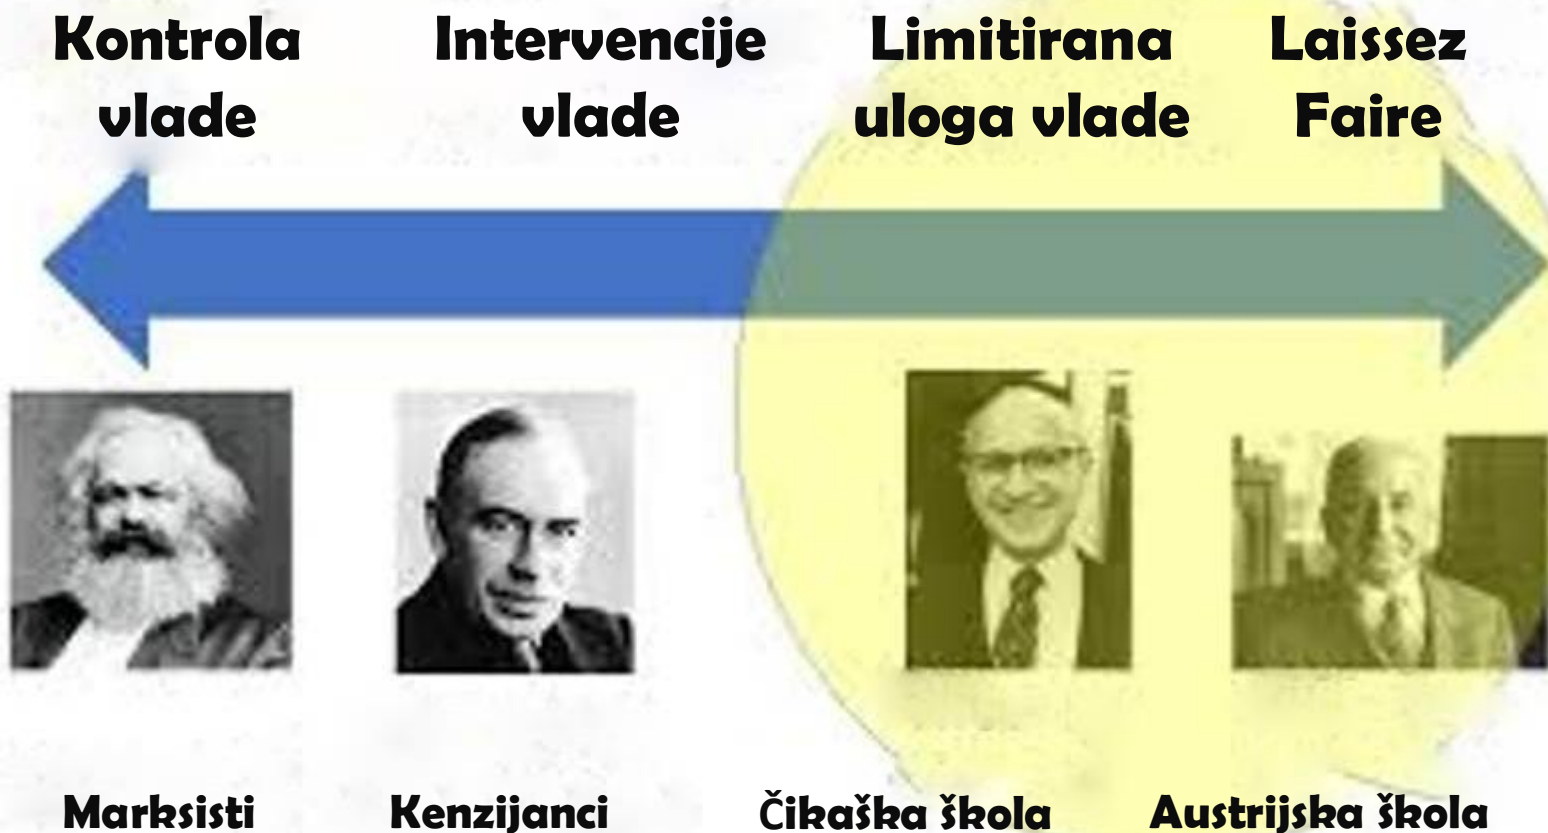 Kontrola
vlade
Intervencije
vlade
Limitirana
uloga vlade
Laissez
Faire
Marksisti
Kenzijanci
Čikaška škola
Austrijska škola